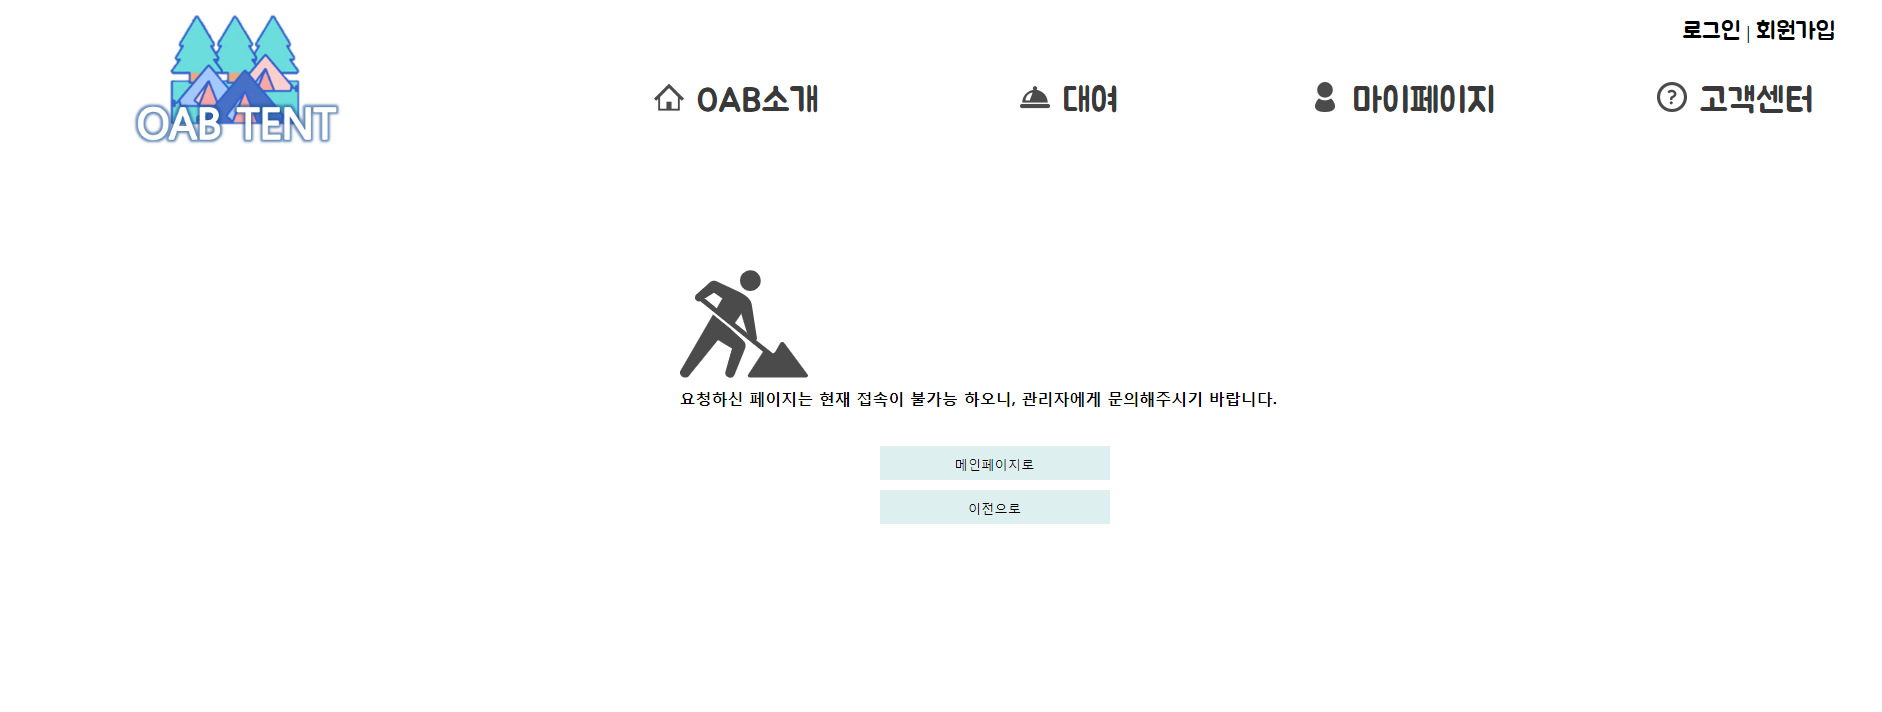 로그인 | 회원가입
OAB TENT
OAB소개 대여 마이페이지 고객센터
요청하신 페이지는 현재 접속이 불가능 하오니, 관리자에게 문의해주시기 바랍니다.
메인페이지로
이전으로